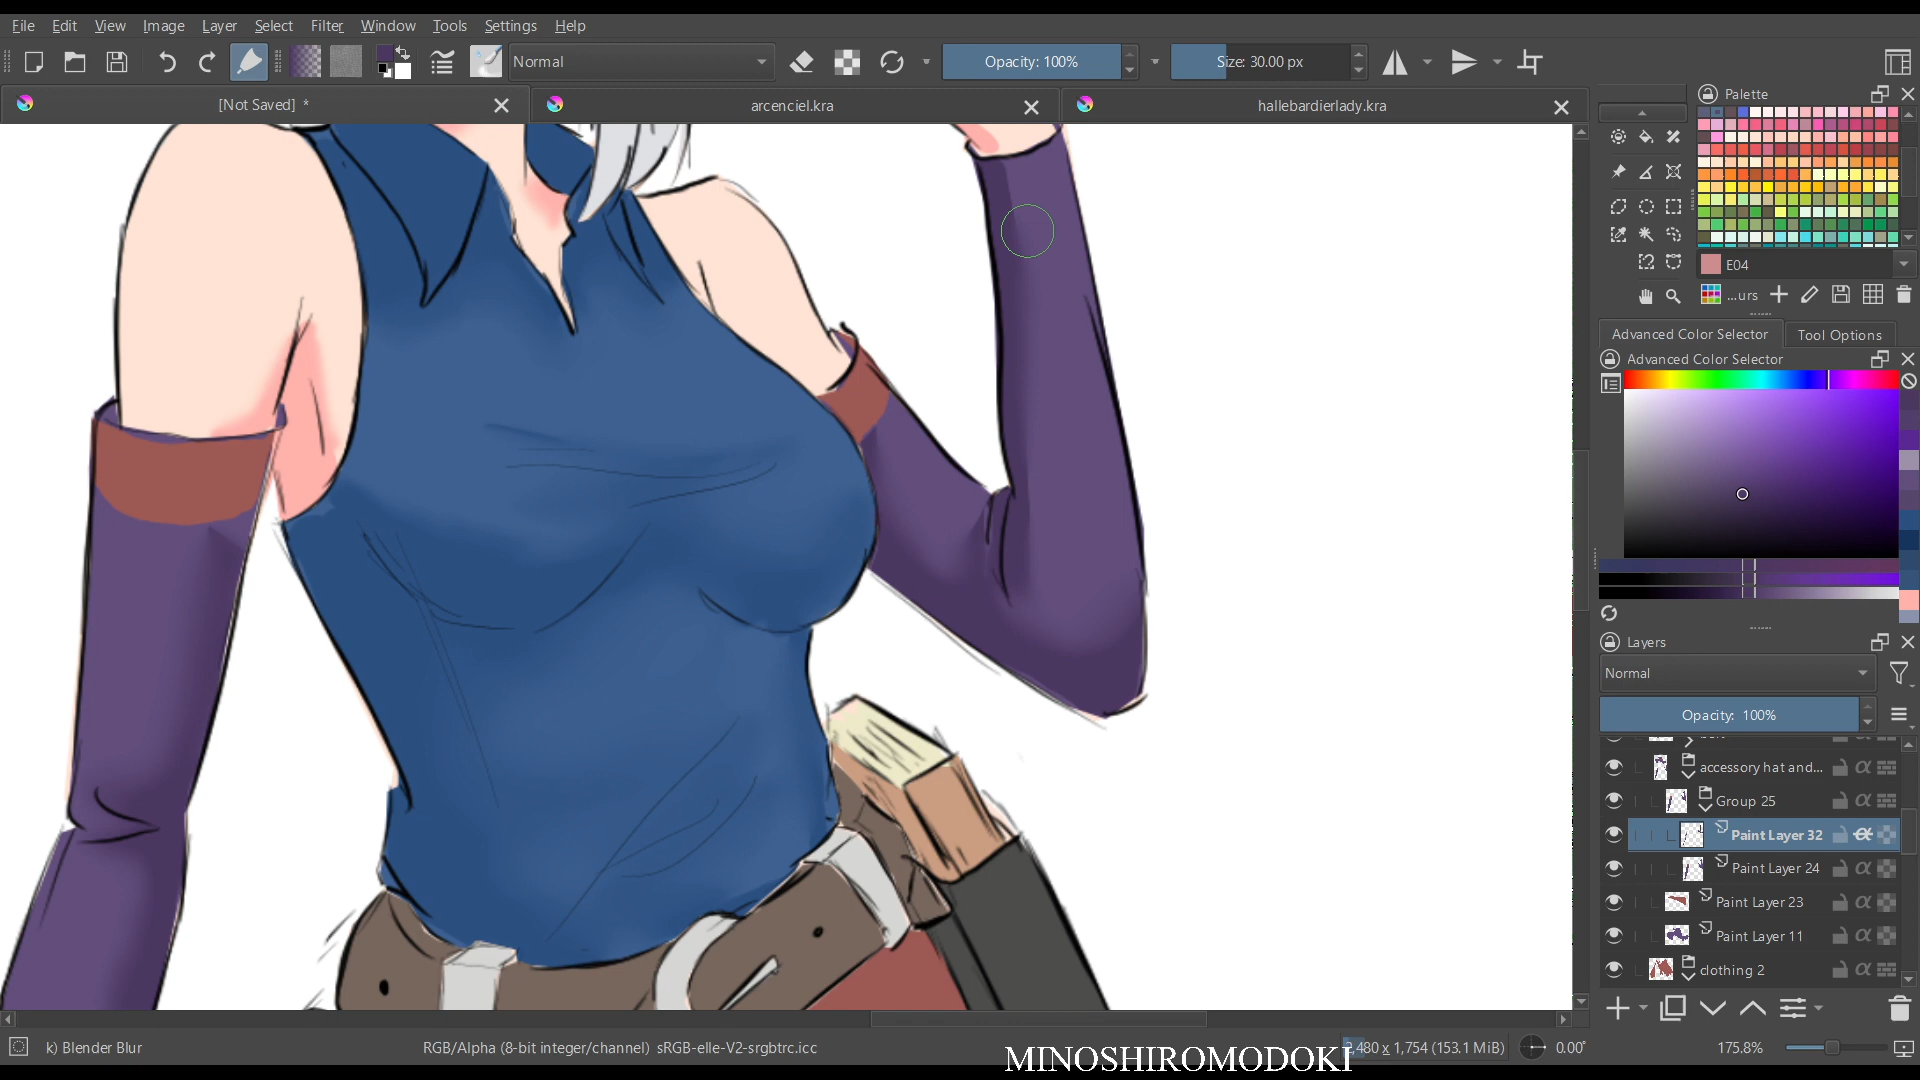 File Edit View Image Layer Select Filter Window Tools Settings Help
Normal Opacity: 100% Size: 30.00 px
[Not Saved] * arcenciel.kra hallebardierlady.kra
Palette
E04
...urs
Advanced Color Selector Tool Options
Advanced Color Selector
Layers
Normal
Opacity: 100%
accessory hat and...
Group 25
Paint Layer 32
Paint Layer 24
Paint Layer 23
Paint Layer 11
clothing 2
k) Blender Blur RGB/Alpha (8-bit integer/channel) sRGB-elle-V2-srgbtrc.icc 2,480 x 1,754 (153.1 MiB) 0.00° 175.8%
MINOSHIROMODOKI